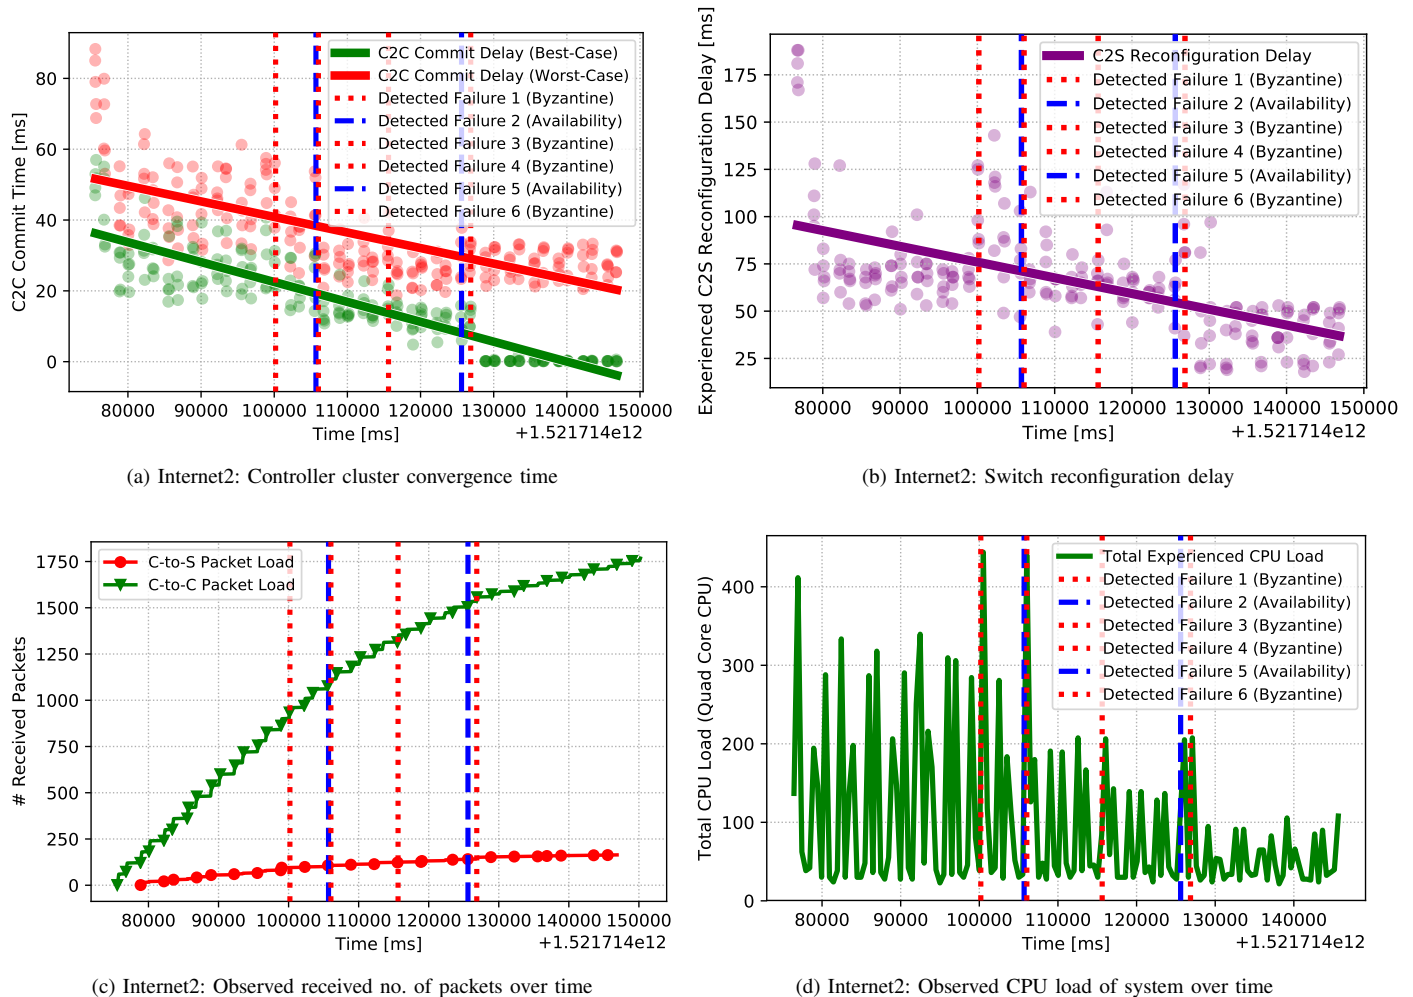 C2C Commit Time [ms]
80
60
40
20
0
C2C Commit Delay (Best-Case)
C2C Commit Delay (Worst-Case)
Detected Failure 1 (Byzantine)
Detected Failure 2 (Availability)
Detected Failure 3 (Byzantine)
Detected Failure 4 (Byzantine)
Detected Failure 5 (Availability)
Detected Failure 6 (Byzantine)
80000 90000 100000 110000 120000 130000 140000 150000
Time [ms]
+1.521714e12
(a) Internet2: Controller cluster convergence time
Experienced C2S Reconfiguration Delay [ms]
175
150
125
100
75
50
25
C2S Reconfiguration Delay
Detected Failure 1 (Byzantine)
Detected Failure 2 (Availability)
Detected Failure 3 (Byzantine)
Detected Failure 4 (Byzantine)
Detected Failure 5 (Availability)
Detected Failure 6 (Byzantine)
80000 90000 100000 110000 120000 130000 140000 150000
Time [ms]
+1.521714e12
(b) Internet2: Switch reconfiguration delay
# Received Packets
1750
1500
1250
1000
750
500
250
0
C-to-S Packet Load
C-to-C Packet Load
80000 90000 100000 110000 120000 130000 140000 150000
Time [ms]
+1.521714e12
(c) Internet2: Observed received no. of packets over time
Total CPU Load (Quad Core CPU)
400
300
200
100
0
Total Experienced CPU Load
Detected Failure 1 (Byzantine)
Detected Failure 2 (Availability)
Detected Failure 3 (Byzantine)
Detected Failure 4 (Byzantine)
Detected Failure 5 (Availability)
Detected Failure 6 (Byzantine)
80000 90000 100000 110000 120000 130000 140000
Time [ms]
+1.521714e12
(d) Internet2: Observed CPU load of system over time